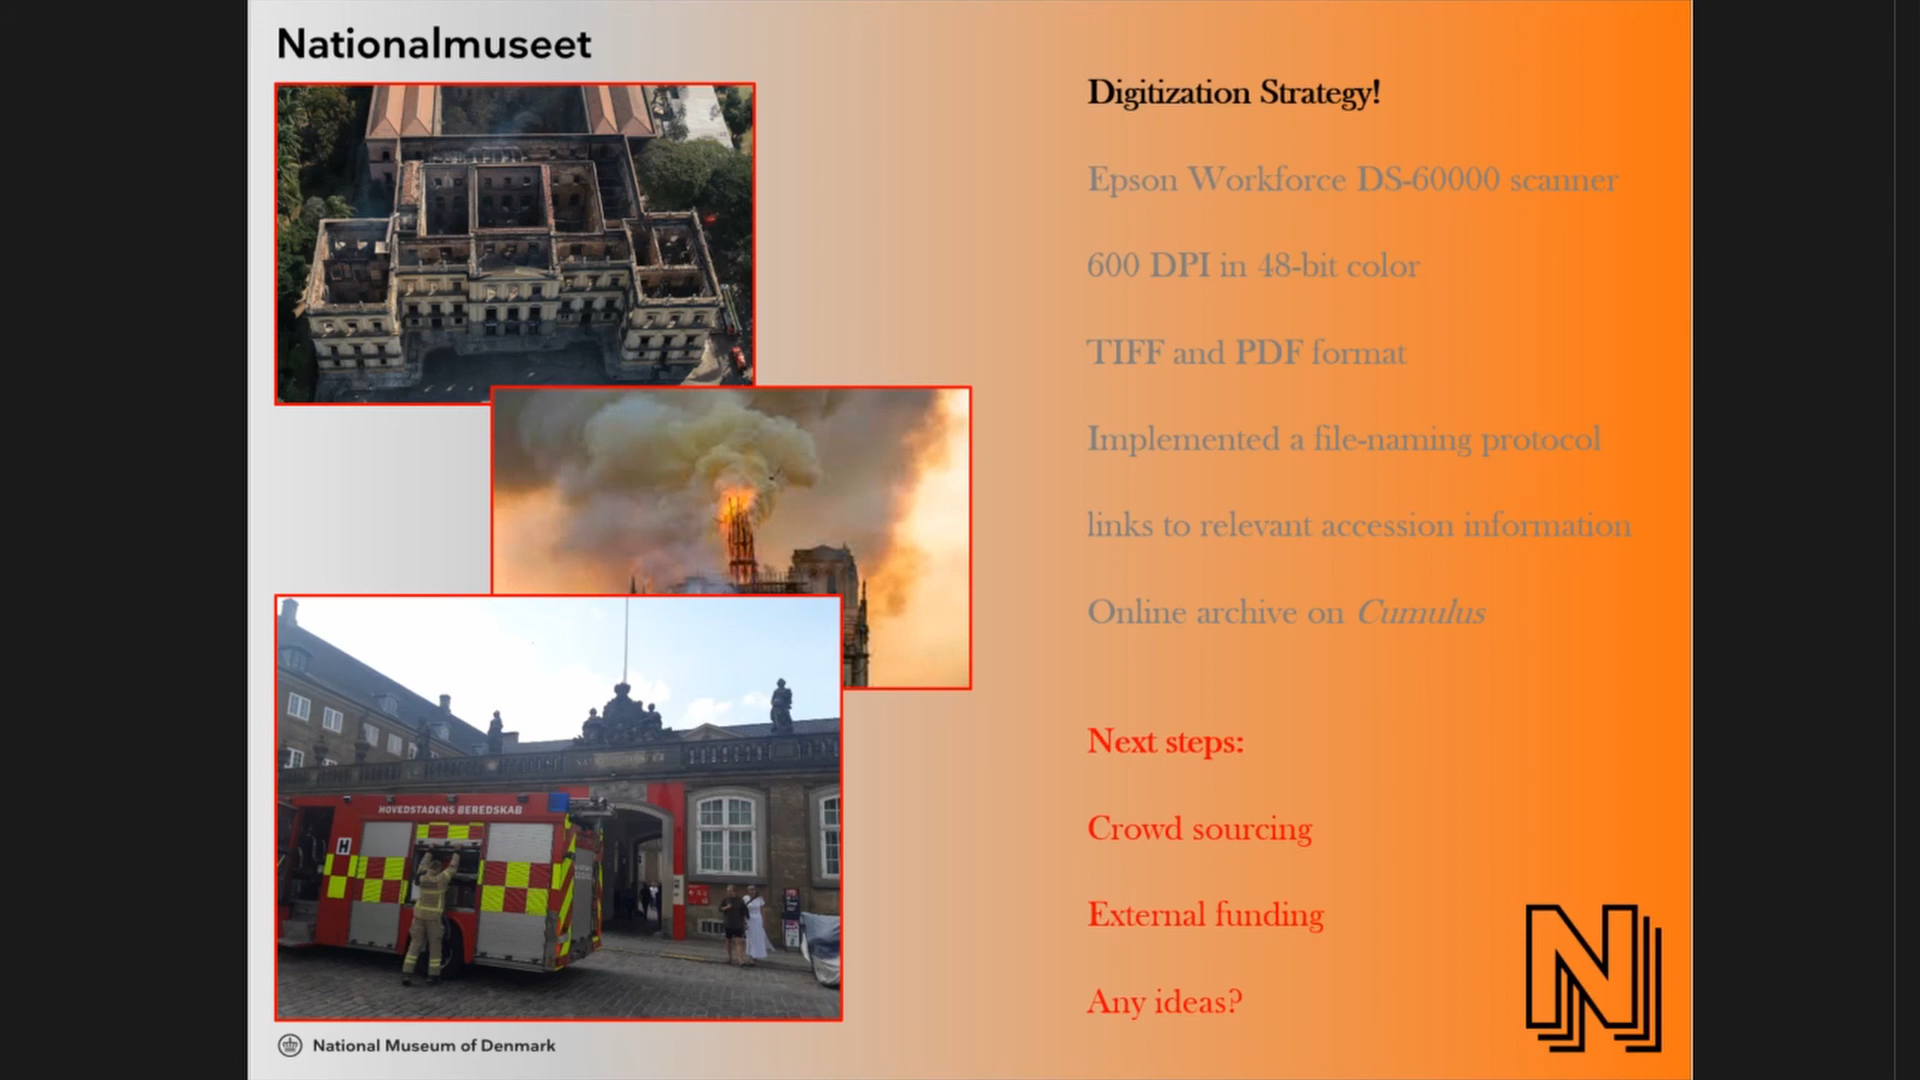 Nationalmuseet
Digitization Strategy!
Epson Workforce DS-60000 scanner
600 DPI in 48-bit color
TIFF and PDF format
Implemented a file-naming protocol
links to relevant accession information
Online archive on Cumulus
Next steps:
Crowd sourcing
External funding
Any ideas?
HOVEDSTADENS BEREDSKAB
H
National Museum of Denmark
N